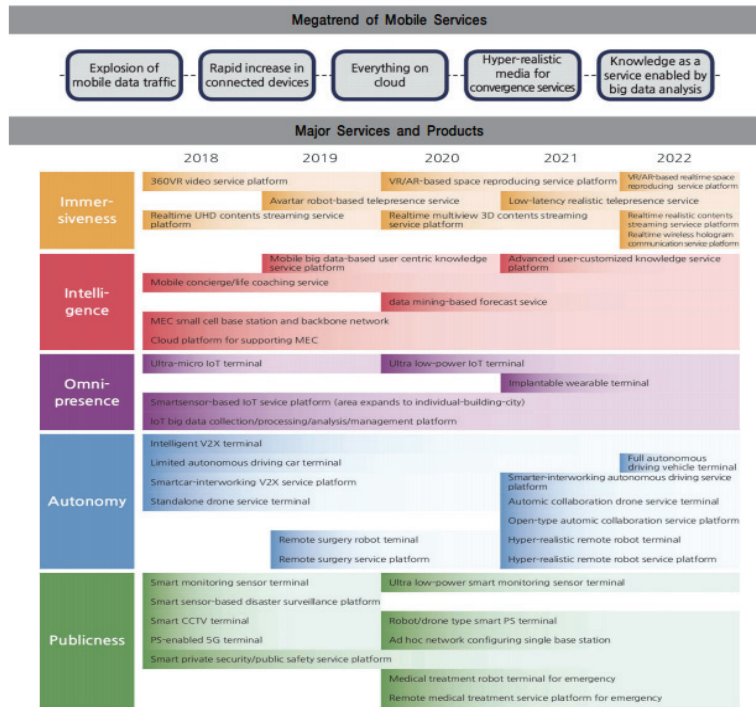 Megatrend of Mobile Services
Explosion of
mobile data traffic
Rapid increase in
connected devices
Everything on
cloud
Hyper-realistic
media for
convergence services
Knowledge as a
service enabled by
big data analysis
Major Services and Products
2018 2019 2020 2021 2022
Immer-
siveness
360VR video service platform
VR/AR-based space reproducing service platform
VR/AR-based realtime space
reproducing service platform
Avartar robot-based telepresence service
Low-latency realistic telepresence service
Realtime UHD contents streaming service
platform
Realtime multiview 3D contents streaming
service platform
Realtime realistic contents
streaming serviece platform
Realtime wireless hologram
communication service platform
Intelli-
gence
Mobile big data-based user centric knowledge
service platform
Advanced user-customized knowledge service
platform
Mobile concierge/life coaching service
data mining-based forecast sevice
MEC small cell base station and backbone network
Cloud platform for supporting MEC
Omni-
presence
Ultra-micro IoT terminal
Ultra low-power IoT terminal
Implantable wearable terminal
Smartsensor-based IoT sevice platform (area expands to individual-building-city)
IoT big data collection/processing/analysis/management platform
Autonomy
Intelligent V2X terminal
Limited autonomous driving car terminal
Full autonomous
driving vehicle terminal
Smartcar-interworking V2X service platform
Smarter-interworking autonomous driving service
platform
Standalone drone service terminal
Automic collaboration drone service terminal
Open-type automic collaboration service platform
Remote surgery robot teminal
Hyper-realistic remote robot terminal
Remote surgery service platform
Hyper-realistic remote robot service platform
Publicness
Smart monitoring sensor terminal
Ultra low-power smart monitoring sensor terminal
Smart sensor-based disaster surveillance platform
Smart CCTV terminal
Robot/drone type smart PS terminal
PS-enabled 5G terminal
Ad hoc network configuring single base station
Smart private security/public safety service platform
Medical treatment robot terminal for emergency
Remote medical treatment service platform for emergency